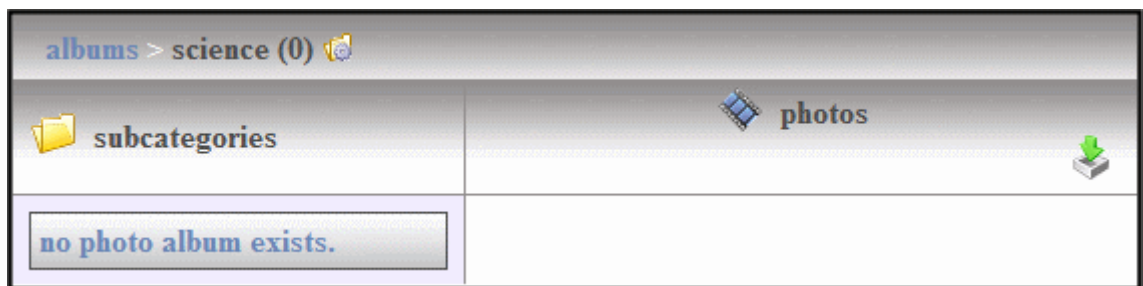 albums > science (0)
subcategories
photos
no photo album exists.